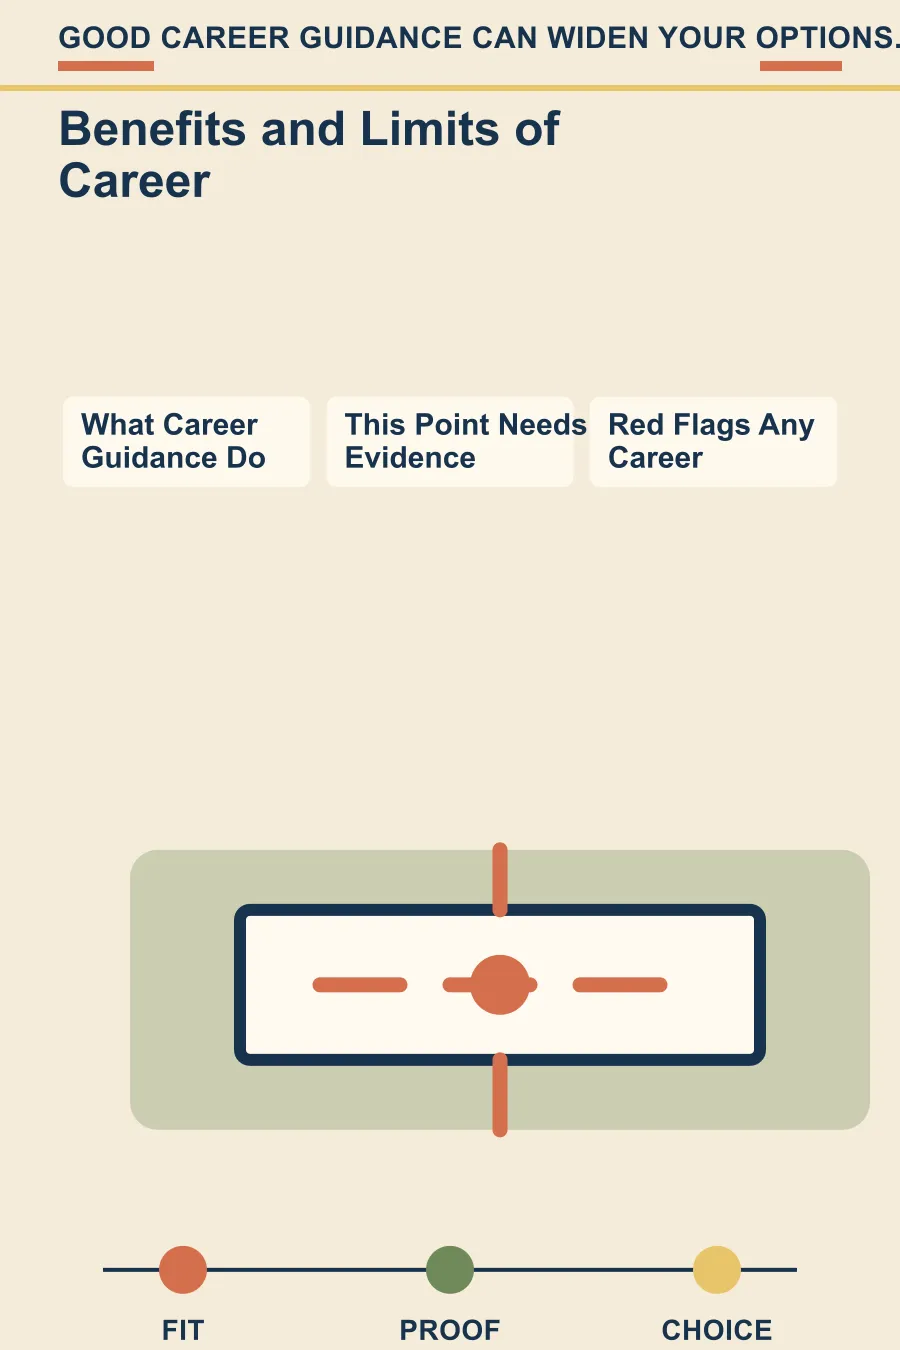 GOOD CAREER GUIDANCE CAN WIDEN YOUR OPTIONS.
Benefits and Limits of
Career
What Career
Guidance Do
This Point Needs
Evidence
Red Flags Any
Career
FIT
PROOF
CHOICE